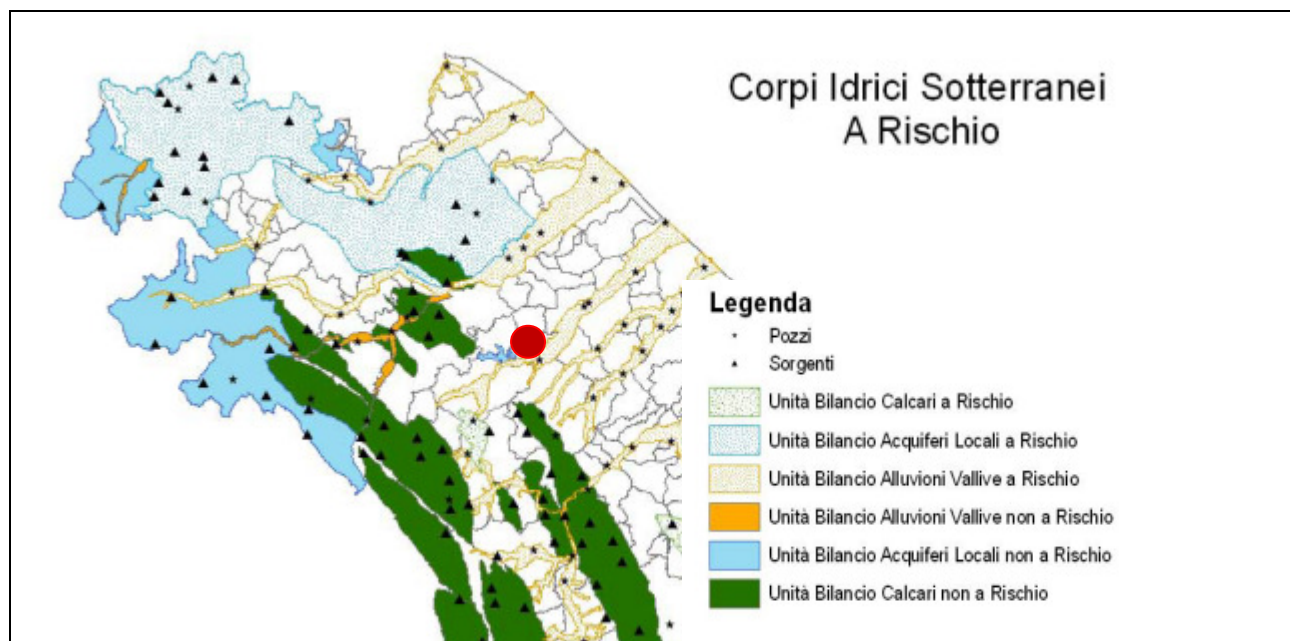 Corpi Idrici Sotterranei
A Rischio
Legenda
Pozzi
Sorgenti
Unità Bilancio Calcari a Rischio
Unità Bilancio Acquiferi Locali a Rischio
Unità Bilancio Alluvioni Vallive a Rischio
Unità Bilancio Alluvioni Vallive non a Rischio
Unità Bilancio Acquiferi Locali non a Rischio
Unità Bilancio Calcari non a Rischio